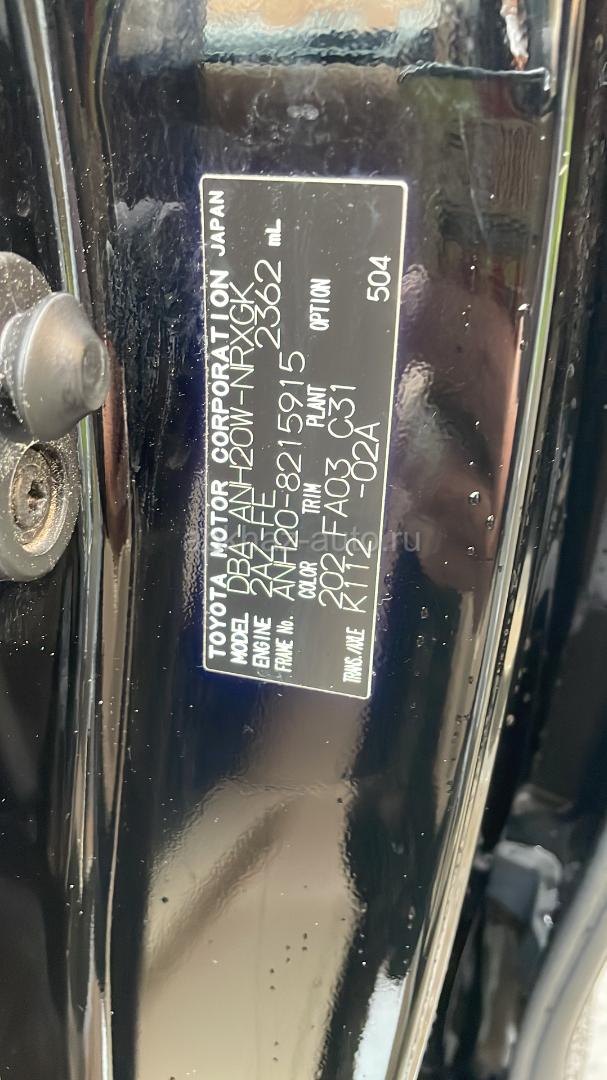 TOYOTA MOTOR CORPORATION JAPAN
MODEL DBA-ANH20W-NRXGK
ENGINE 2AZ-FE 2362 mL
FRAME No. ANH20-8215915
COLOR TRIM PLANT OPTION
202 FA03 C31
TRANS./AXLE K112 -02A 504